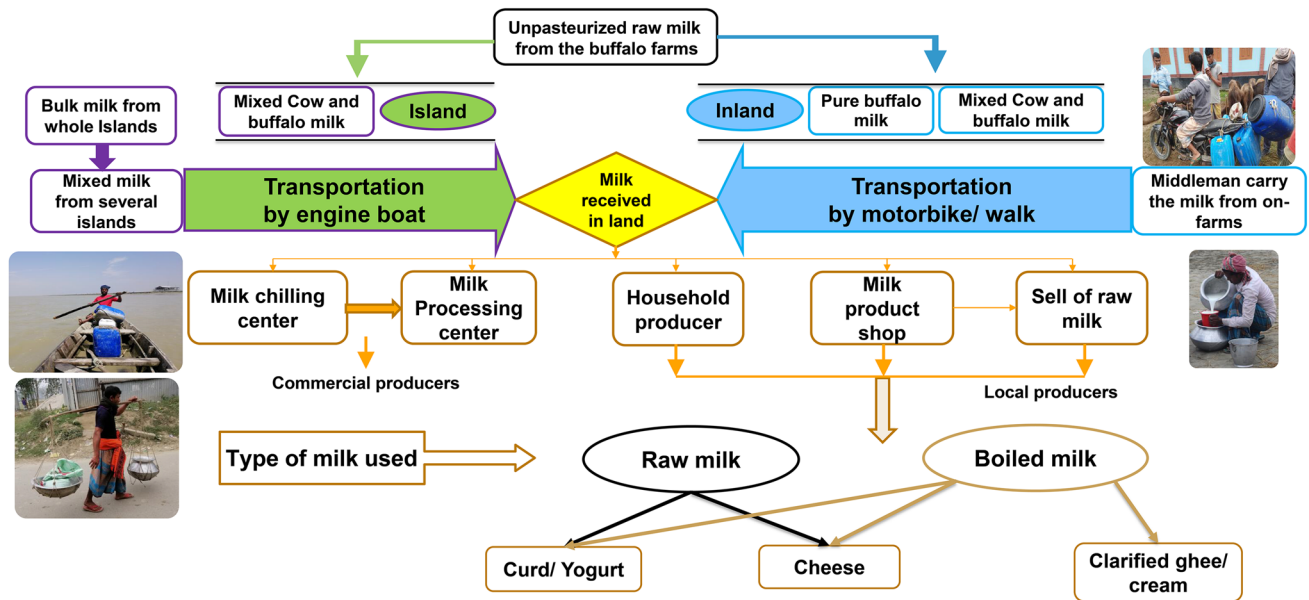 Unpasteurized raw milk
from the buffalo farms
Bulk milk from
whole Islands
Mixed Cow and
buffalo milk
Island
Inland
Pure buffalo
milk
Mixed Cow and
buffalo milk
Mixed milk
from several
islands
Transportation
by engine boat
Milk
received
in land
Transportation
by motorbike/ walk
Middleman carry
the milk from on-
farms
Milk chilling
center
Milk
Processing
center
Household
producer
Milk
product
shop
Sell of raw
milk
Commercial producers
Local producers
Type of milk used
Raw milk
Boiled milk
Curd/ Yogurt
Cheese
Clarified ghee/
cream